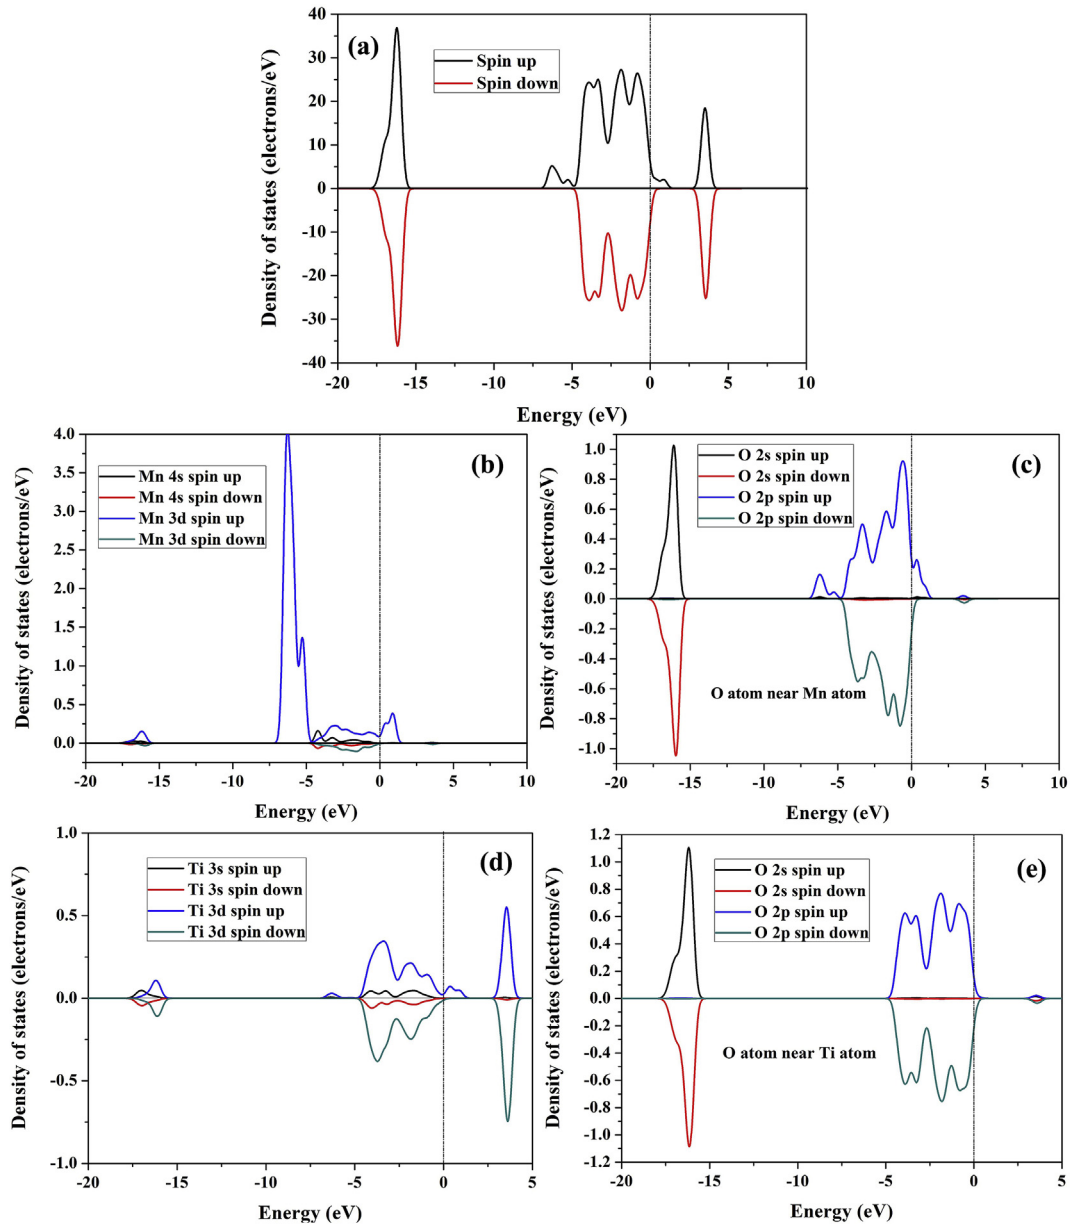 (a)
Spin up
Spin down
Density of states (electrons/eV)
40
30
20
10
0
-10
-20
-30
-40
-20 -15 -10 -5 0 5 10
Energy (eV)
(b)
Mn 4s spin up
Mn 4s spin down
Mn 3d spin up
Mn 3d spin down
Density of states (electrons/eV)
4.0
3.5
3.0
2.5
2.0
1.5
1.0
0.5
0.0
-20 -15 -10 -5 0 5 10
Energy (eV)
(c)
O 2s spin up
O 2s spin down
O 2p spin up
O 2p spin down
O atom near Mn atom
Density of states (electrons/eV)
1.0
0.8
0.6
0.4
0.2
0.0
-0.2
-0.4
-0.6
-0.8
-1.0
-20 -15 -10 -5 0 5 10
Energy (eV)
(d)
Ti 3s spin up
Ti 3s spin down
Ti 3d spin up
Ti 3d spin down
Density of states (electrons/eV)
1.0
0.5
0.0
-0.5
-1.0
-20 -15 -10 -5 0 5
Energy (eV)
(e)
O 2s spin up
O 2s spin down
O 2p spin up
O 2p spin down
O atom near Ti atom
Density of states (electrons/eV)
1.2
1.0
0.8
0.6
0.4
0.2
0.0
-0.2
-0.4
-0.6
-0.8
-1.0
-1.2
-20 -15 -10 -5 0 5
Energy (eV)